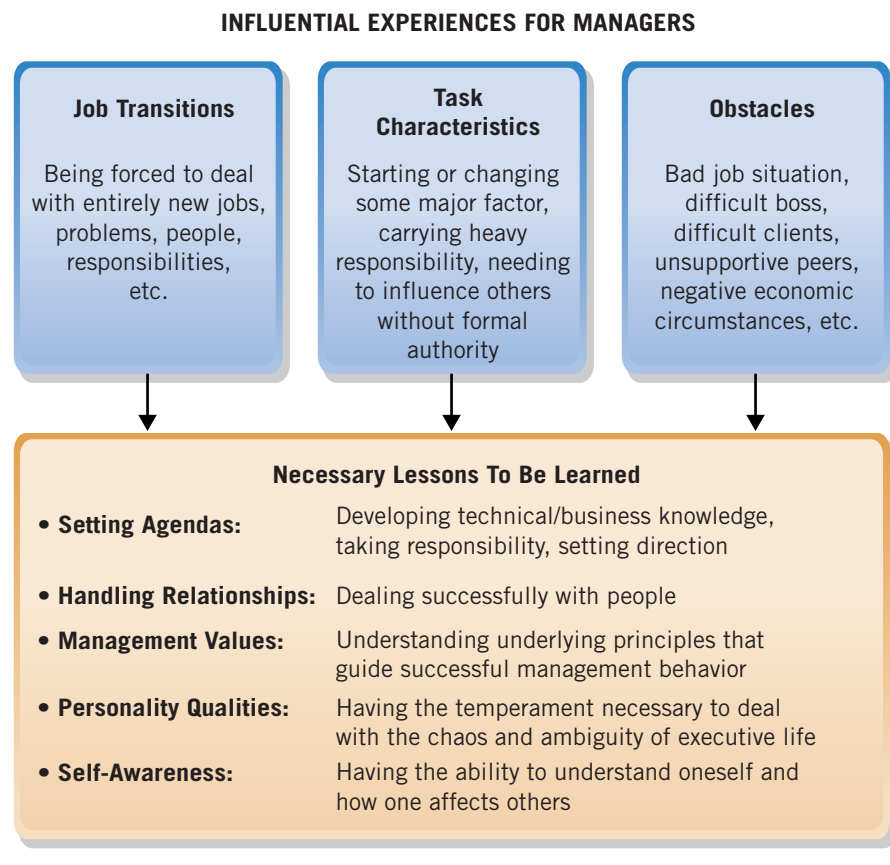 INFLUENTIAL EXPERIENCES FOR MANAGERS
Job Transitions
Being forced to deal
with entirely new jobs,
problems, people,
responsibilities,
etc.
Task
Characteristics
Starting or changing
some major factor,
carrying heavy
responsibility, needing
to influence others
without formal
authority
Obstacles
Bad job situation,
difficult boss,
difficult clients,
unsupportive peers,
negative economic
circumstances, etc.
Necessary Lessons To Be Learned
• Setting Agendas: Developing technical/business knowledge,
taking responsibility, setting direction
• Handling Relationships: Dealing successfully with people
• Management Values: Understanding underlying principles that
guide successful management behavior
• Personality Qualities: Having the temperament necessary to deal
with the chaos and ambiguity of executive life
• Self-Awareness: Having the ability to understand oneself and
how one affects others